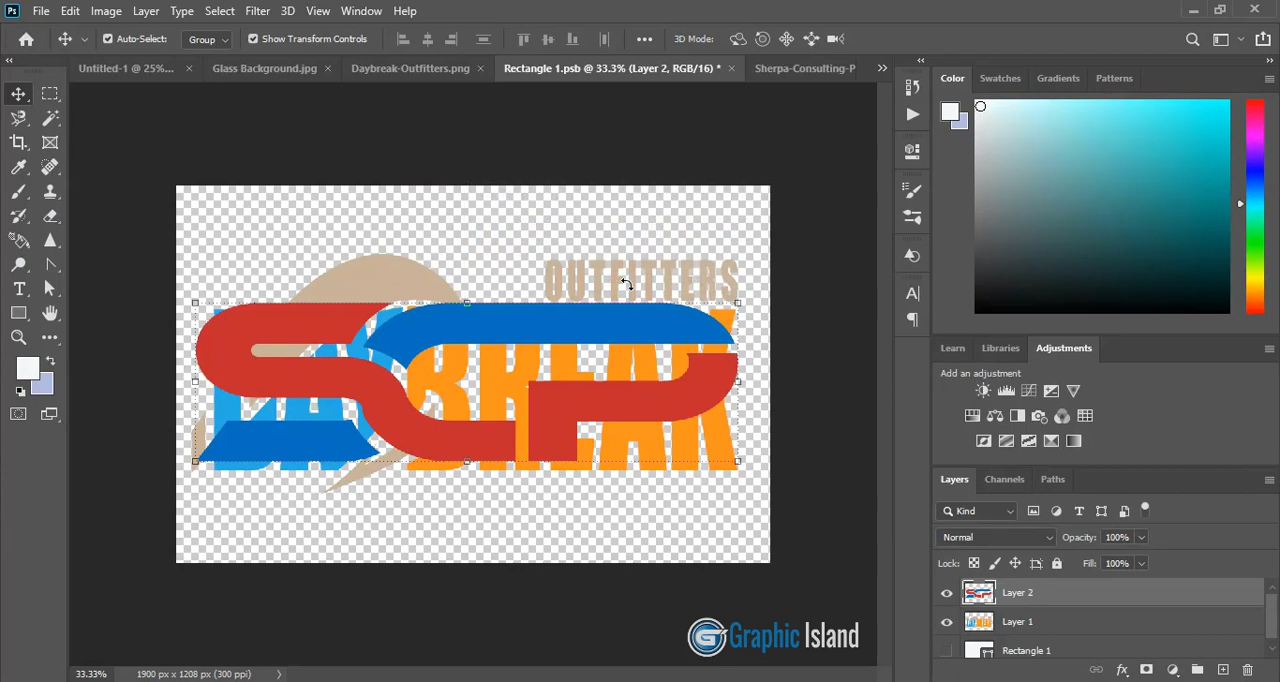 Ps File Edit Image Layer Type Select Filter 3D View Window Help
Auto-Select: Group Show Transform Controls 3D Mode:
Untitled-1 @ 25%... Glass Background.jpg Daybreak-Outfitters.png Rectangle 1.psb @ 33.3% (Layer 2, RGB/16) * Sherpa-Consulting-P
Color Swatches Gradients Patterns
OUTFITTERS
DAYBREAK
SCP
Learn Libraries Adjustments
Add an adjustment
Layers Channels Paths
Kind
Normal Opacity: 100%
Lock: Fill: 100%
Layer 2
Layer 1
Rectangle 1
G Graphic Island
33.33% 1900 px x 1208 px (300 ppi)